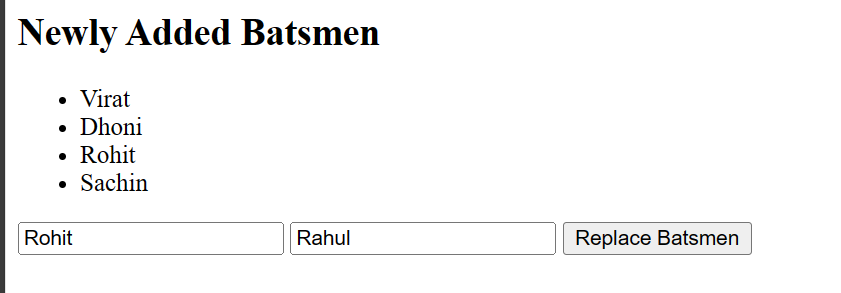 Newly Added Batsmen
• Virat
• Dhoni
• Rohit
• Sachin
Rohit Rahul Replace Batsmen